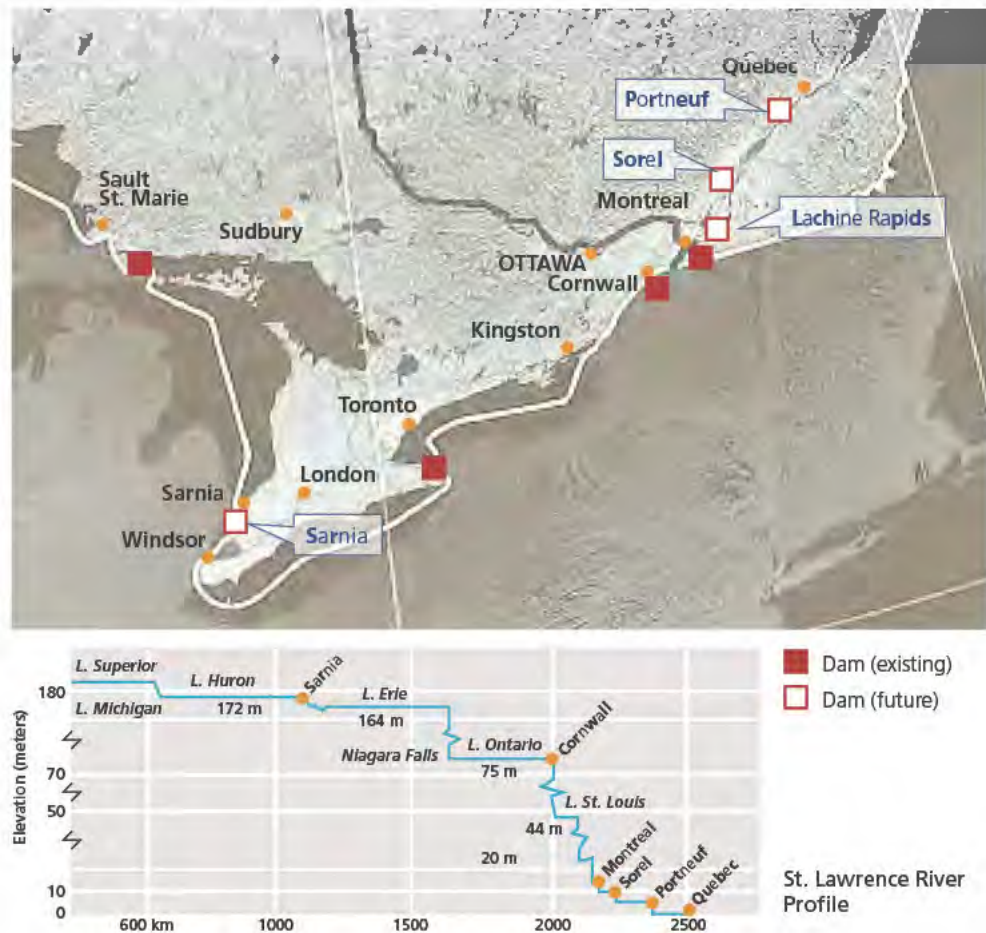 Quebec
Portneuf
Sorel
Sault
St. Marie
Montreal
Lachine Rapids
Sudbury
OTTAWA
Cornwall
Kingston
Toronto
London
Sarnia
Windsor
Sarnia
Dam (existing)
Dam (future)
Elevation (meters)
180
70
50
10
0
L. Superior
L. Michigan
L. Huron
172 m
Sarnia
L. Erie
164 m
Niagara Falls
L. Ontario
75 m
Cornwall
L. St. Louis
44 m
20 m
Montreal
Sorel
Portneuf
Quebec
600 km
1000
1500
2000
2500
St. Lawrence River
Profile